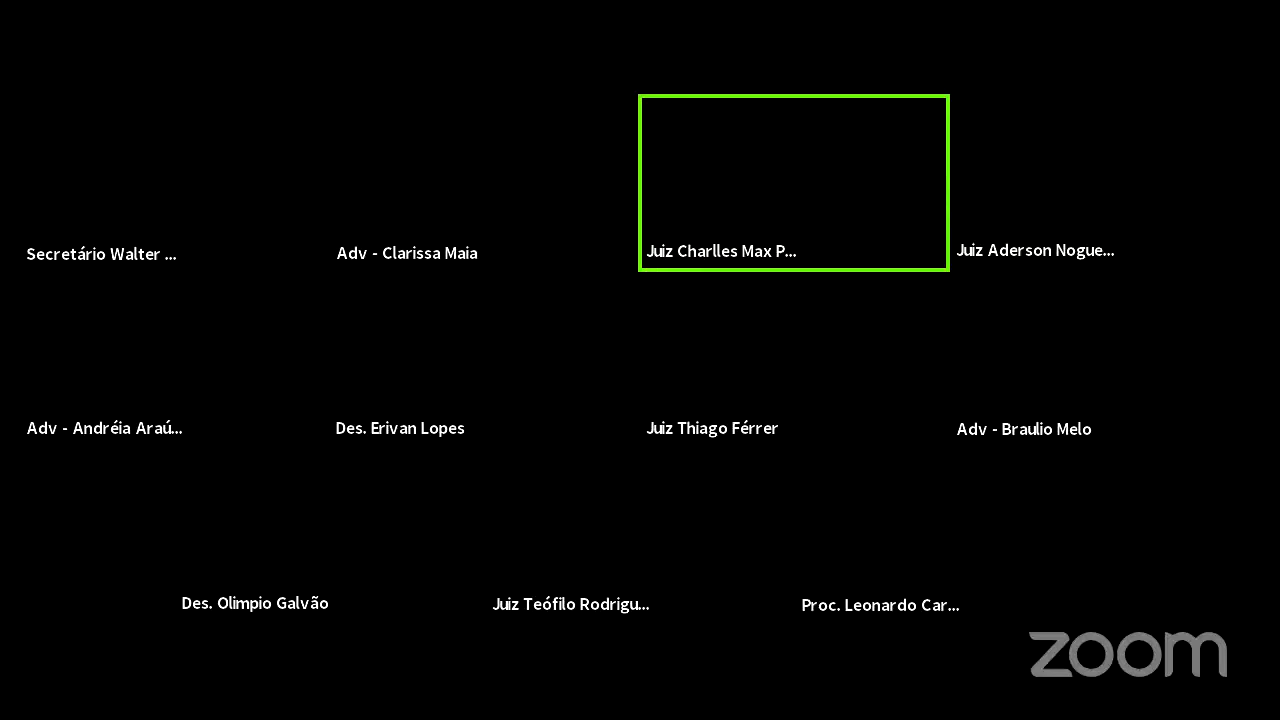 Secretário Walter ...
Adv - Clarissa Maia
Juiz Charlles Max P...
Juiz Aderson Nogue...
Adv - Andréia Araú...
Des. Erivan Lopes
Juiz Thiago Férrer
Adv - Braulio Melo
Des. Olimpio Galvão
Juiz Teófilo Rodrigu...
Proc. Leonardo Car...
zoom